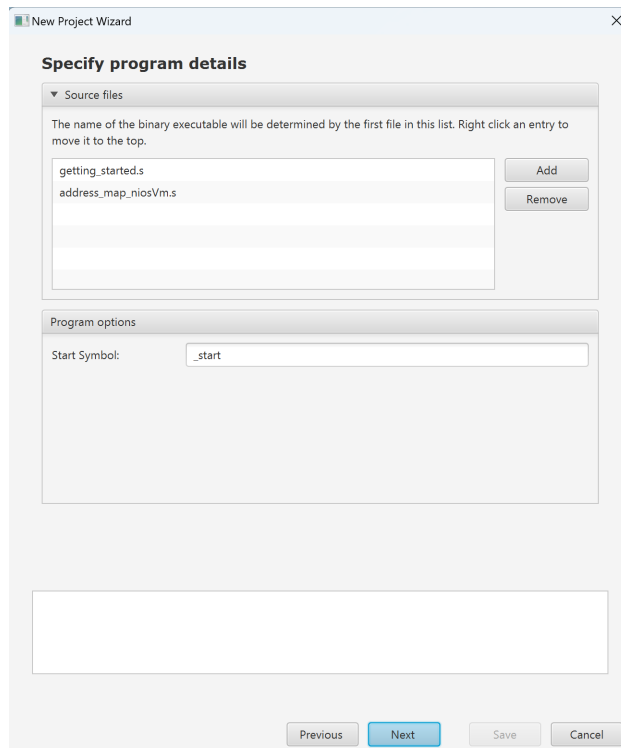 New Project Wizard
Specify program details
Source files
The name of the binary executable will be determined by the first file in this list. Right click an entry to
move it to the top.
getting_started.s
address_map_niosVm.s
Add
Remove
Program options
Start Symbol:
_start
Previous
Next
Save
Cancel